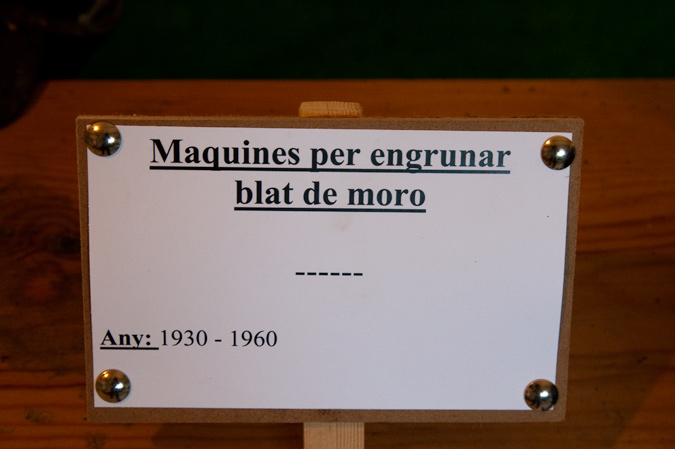 Maquines per engrunar
blat de moro
------
Any: 1930 - 1960